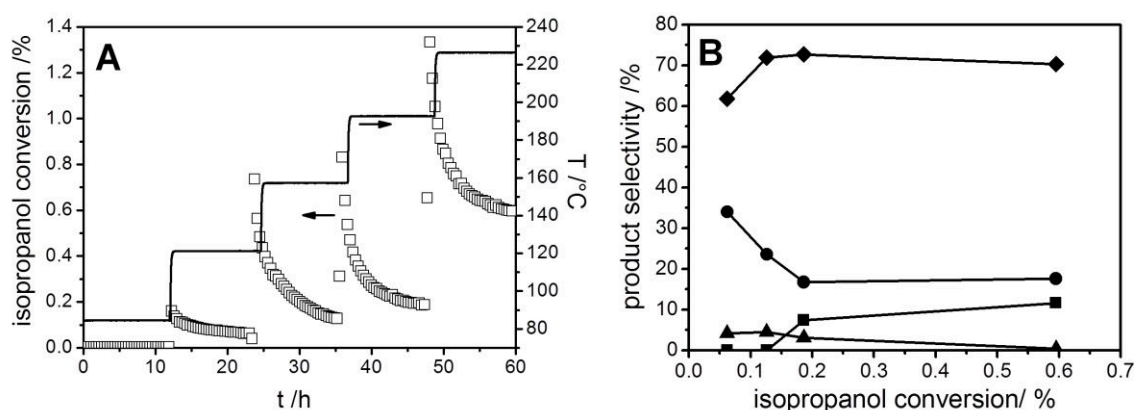 A
isopropanol conversion /%
1.4
1.2
1.0
0.8
0.6
0.4
0.2
0.0
0 10 20 30 40 50 60
t /h
240
220
200
180
160
140
120
100
80
T /°C
B
product selectivity /%
80
70
60
50
40
30
20
10
0
0.0 0.1 0.2 0.3 0.4 0.5 0.6 0.7
isopropanol conversion/ %